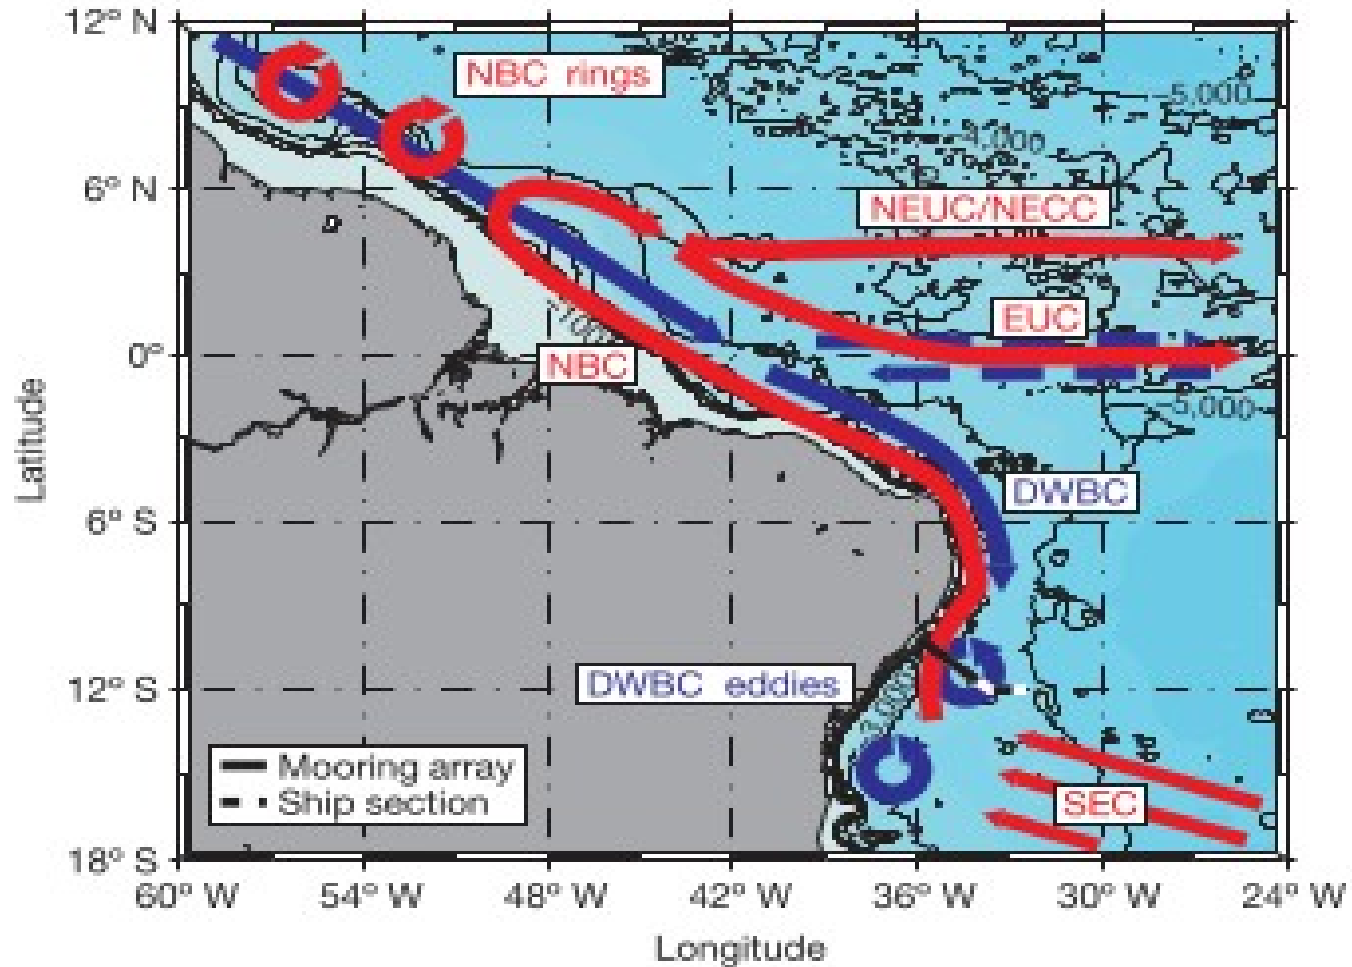 12° N
NBC rings
-5,000
-4,000
6° N
NEUC/NECC
EUC
-100
0°
NBC
-5,000
Latitude
DWBC
6° S
DWBC eddies
12° S
Mooring array
Ship section
SEC
18° S
60° W 54° W 48° W 42° W 36° W 30° W 24° W
Longitude